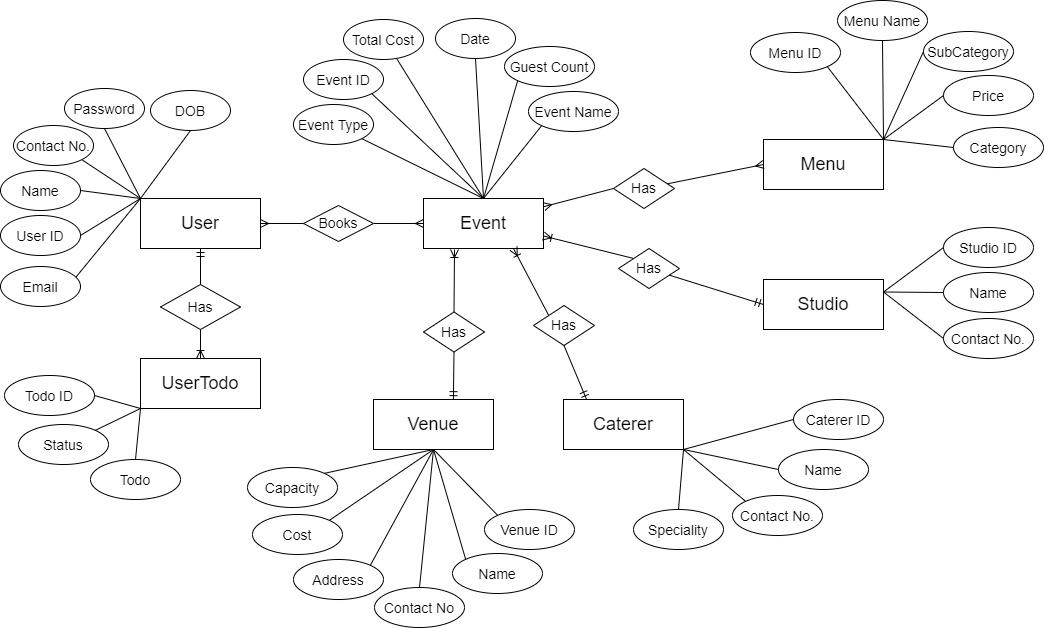 Menu Name
Total Cost
Date
Menu ID
SubCategory
Event ID
Guest Count
Price
Password
DOB
Event Type
Event Name
Contact No.
Category
Menu
Name
Has
User
Books
Event
User ID
Studio ID
Has
Email
Name
Has
Studio
Has
Has
Contact No.
UserTodo
Todo ID
Venue
Caterer
Caterer ID
Status
Name
Todo
Capacity
Contact No.
Cost
Venue ID
Speciality
Address
Name
Contact No